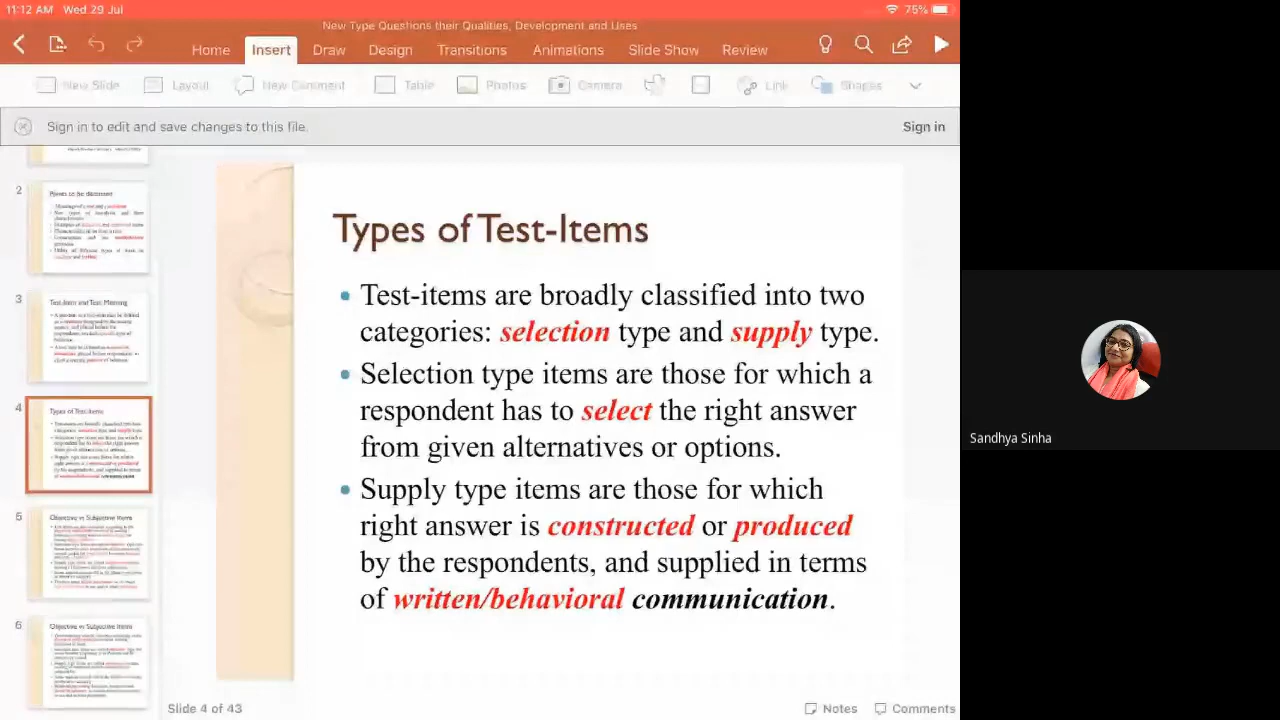 11:12 AM Wed 29 Jul
75%
New Type Questions their Qualities, Development and Uses
Home Insert Draw Design Transitions Animations Slide Show Review
New Slide Layout New Comment Table Photos Camera Link Shapes
Sign in to edit and save changes to this file.
Sign in
2
Points to be discussed
3
Test-Item and Test: Meaning
4
Types of Test-Items
5
Objective vs Subjective Items
6
Objective vs Subjective Items
Types of Test-Items
• Test-items are broadly classified into two
categories: selection type and supply type.
• Selection type items are those for which a
respondent has to select the right answer
from given alternatives or options.
• Supply type items are those for which
right answer is constructed or produced
by the respondents, and supplied in terms
of written/behavioral communication.
Slide 4 of 43
Notes Comments
Sandhya Sinha